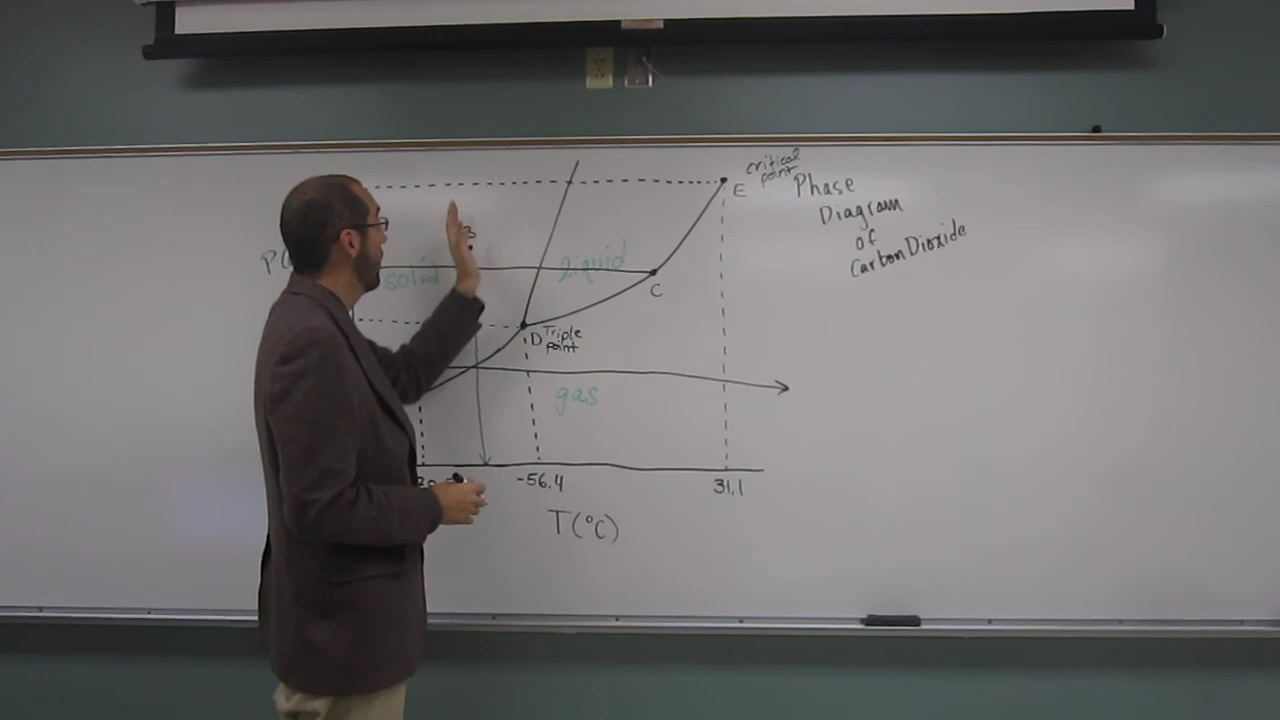 critical
point
E
Phase
Diagram
of
Carbon Dioxide
P(
solid
liquid
C
D Triple
point
gas
-56.4
31.1
T(°C)